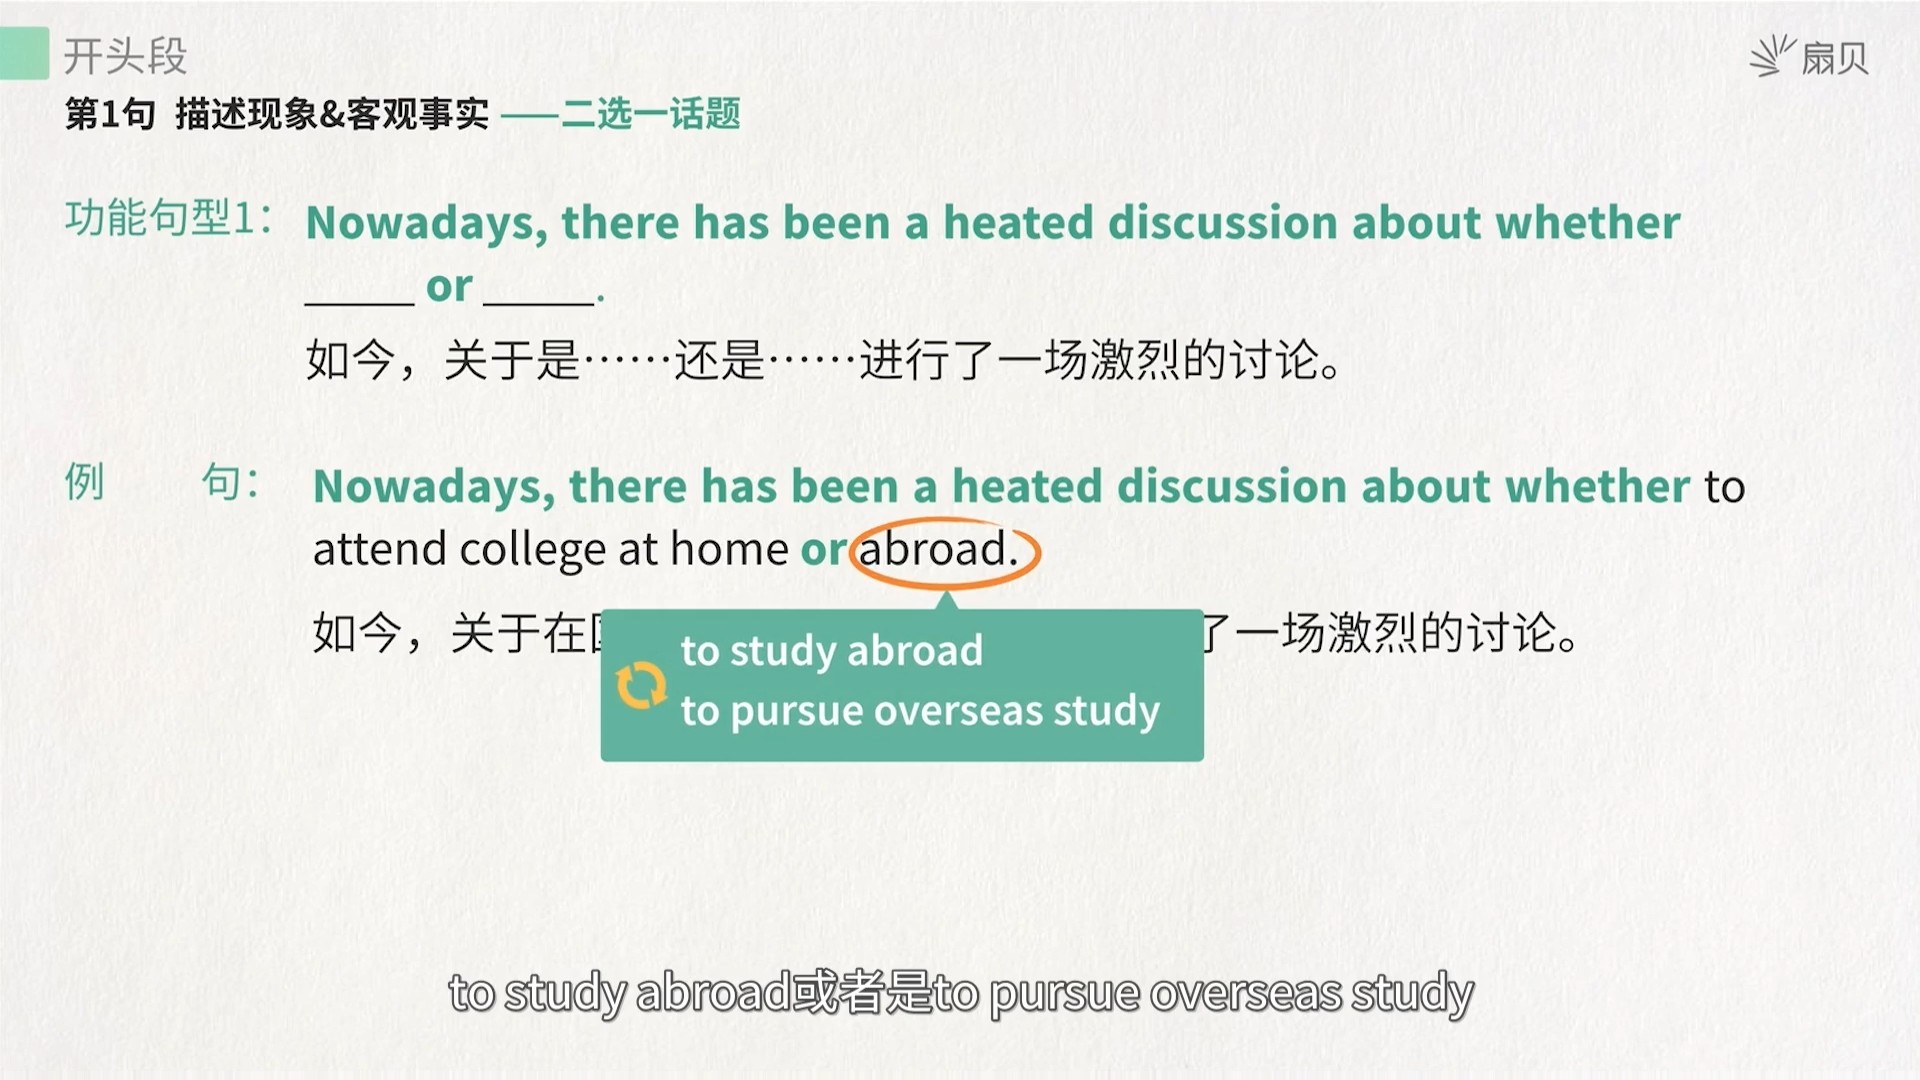 开头段
扇贝
第1句 描述现象&客观事实 ——二选一话题
功能句型1: Nowadays, there has been a heated discussion about whether
_____ or _____.
如今，关于是……还是……进行了一场激烈的讨论。
例 句: Nowadays, there has been a heated discussion about whether to
attend college at home or abroad.
如今，关于在 了一场激烈的讨论。
to study abroad
to pursue overseas study
to study abroad或者是to pursue overseas study